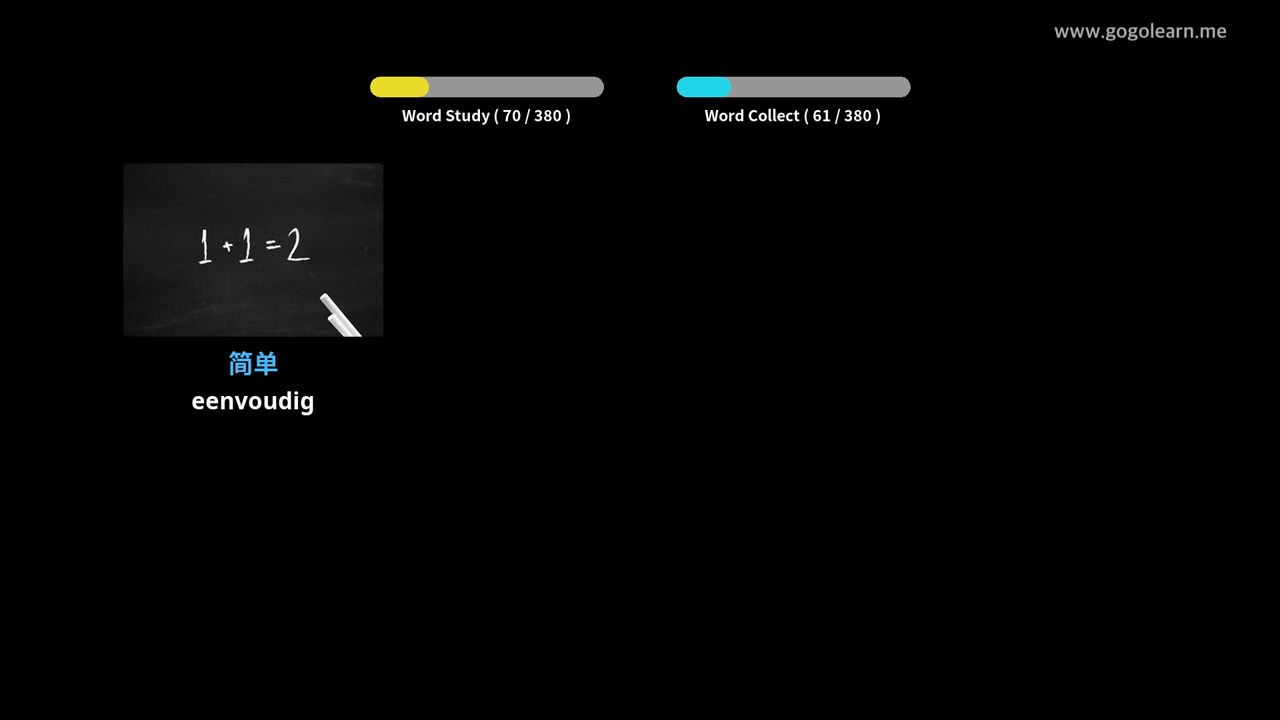 www.gogolearn.me
Word Study ( 70 / 380 )
Word Collect ( 61 / 380 )
1 + 1 = 2
简单
eenvoudig